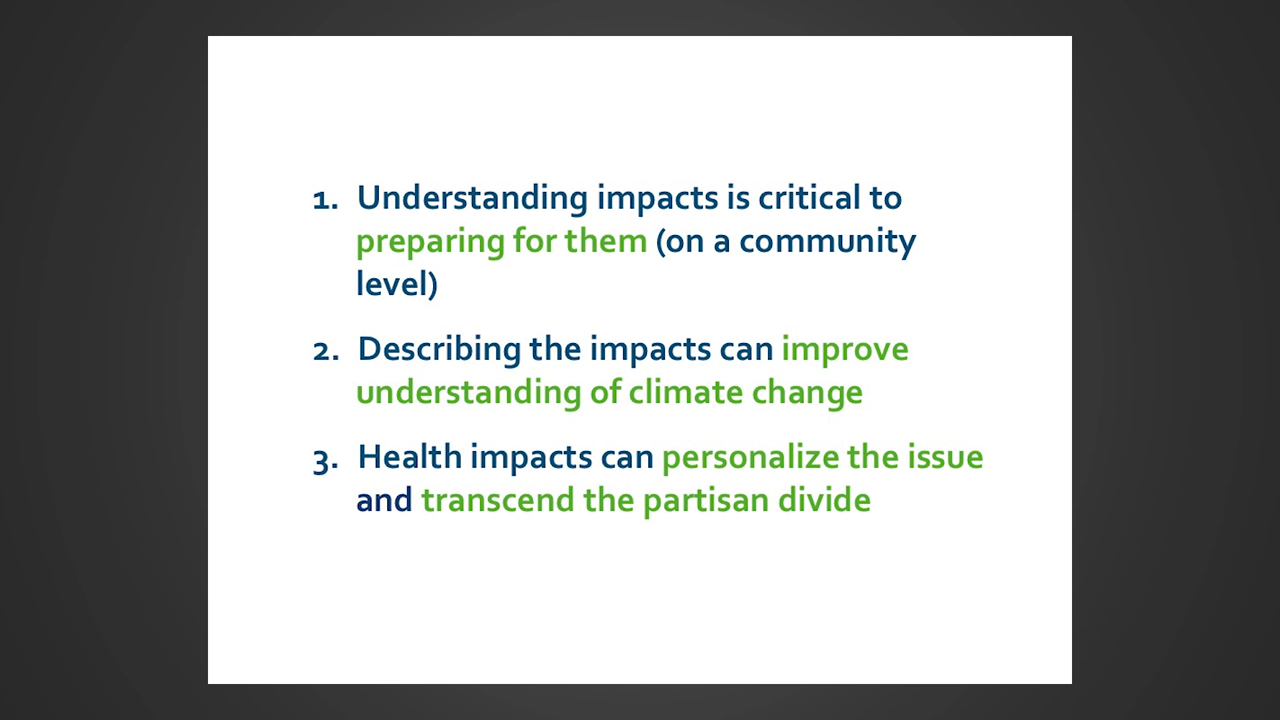 1. Understanding impacts is critical to
preparing for them (on a community
level)
2. Describing the impacts can improve
understanding of climate change
3. Health impacts can personalize the issue
and transcend the partisan divide